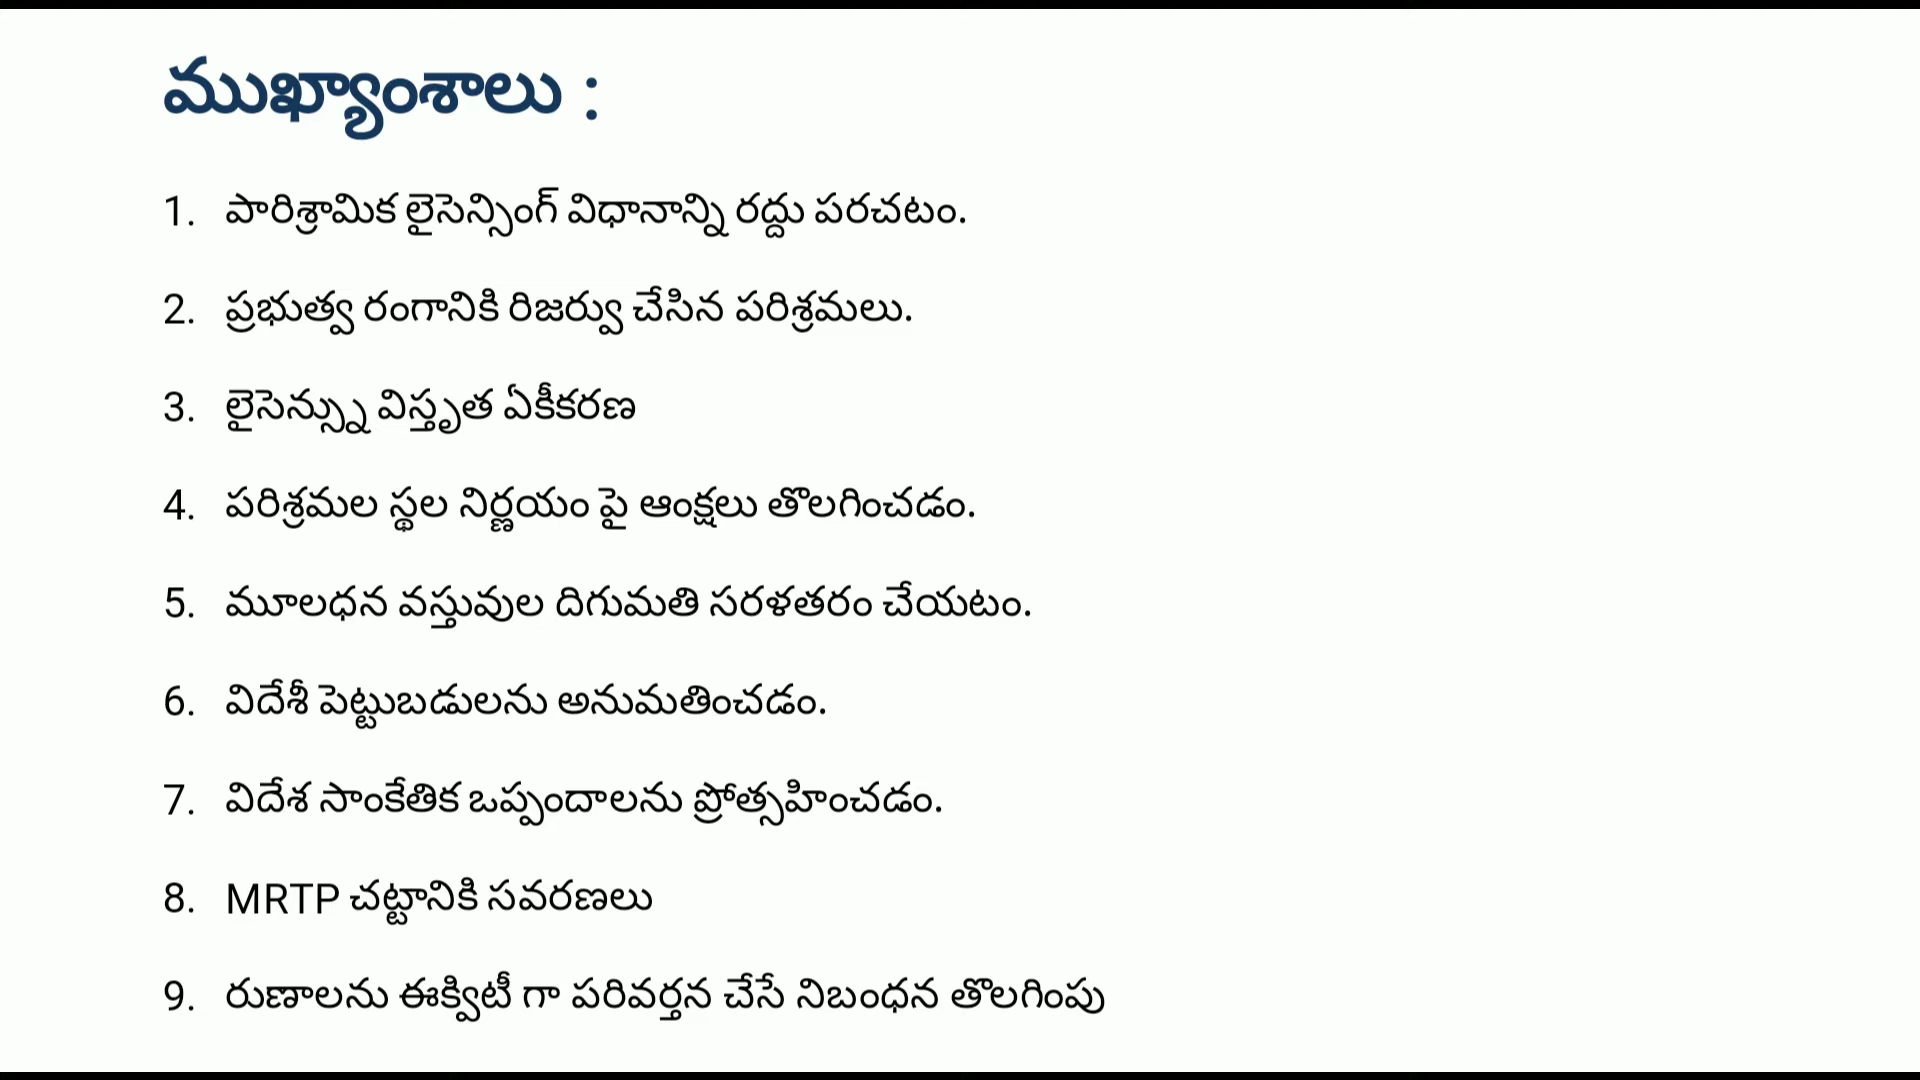 ముఖ్యాంశాలు :
1. పారిశ్రామిక లైసెన్సింగ్ విధానాన్ని రద్దు పరచటం.
2. ప్రభుత్వ రంగానికి రిజర్వు చేసిన పరిశ్రమలు.
3. లైసెన్స్ను విస్తృత ఏకీకరణ
4. పరిశ్రమల స్థల నిర్ణయం పై ఆంక్షలు తొలగించడం.
5. మూలధన వస్తువుల దిగుమతి సరళతరం చేయటం.
6. విదేశీ పెట్టుబడులను అనుమతించడం.
7. విదేశ సాంకేతిక ఒప్పందాలను ప్రోత్సహించడం.
8. MRTP చట్టానికి సవరణలు
9. రుణాలను ఈక్విటీ గా పరివర్తన చేసే నిబంధన తొలగింపు